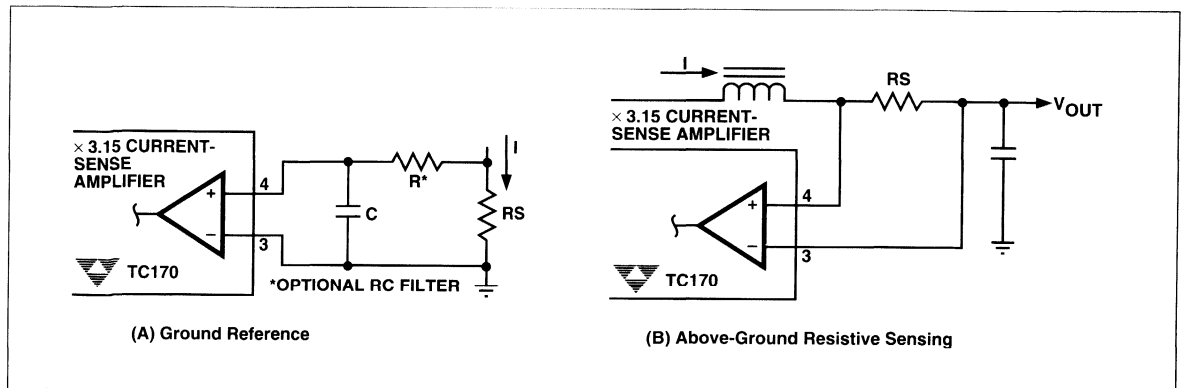 × 3.15 CURRENT-
SENSE
AMPLIFIER
+
4
–
3
TC170
R*
I
C
RS
*OPTIONAL RC FILTER
(A) Ground Reference
I
RS
VOUT
× 3.15 CURRENT-
SENSE AMPLIFIER
+
4
–
3
TC170
(B) Above-Ground Resistive Sensing